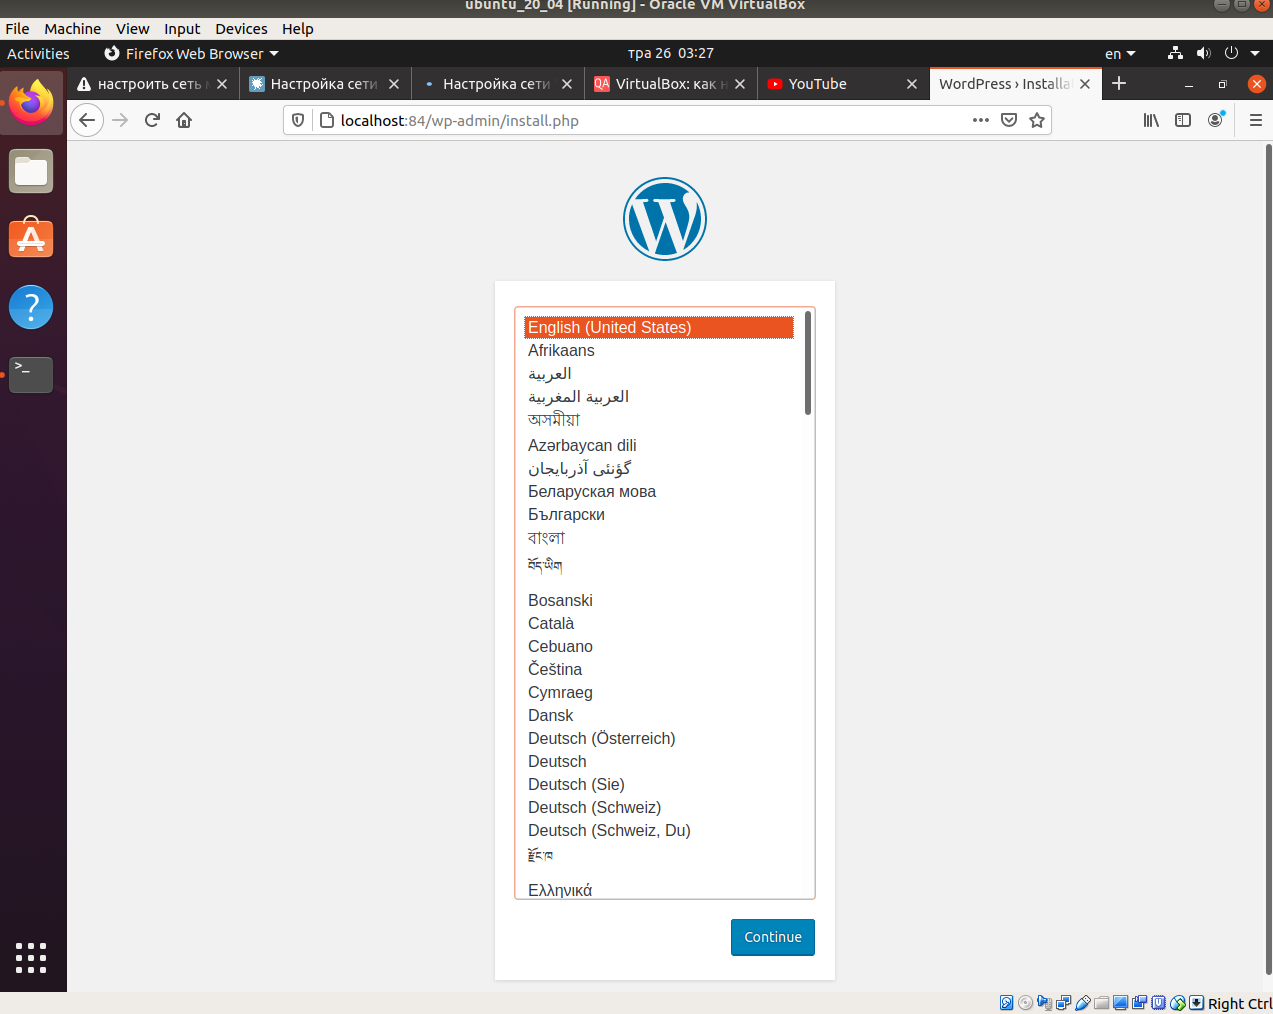 ubuntu_20_04 [Running] - Oracle VM VirtualBox
File Machine View Input Devices Help
Activities Firefox Web Browser тра 26 03:27 en
настроить сеть Настройка сети Настройка сети VirtualBox: как YouTube WordPress › Installa
localhost:84/wp-admin/install.php
English (United States)
Afrikaans
العربية
العربية المغربية
অসমীয়া
Azərbaycan dili
گؤنئی آذربایجان
Беларуская мова
Български
বাংলা
བོད་ཡིག
Bosanski
Català
Cebuano
Čeština
Cymraeg
Dansk
Deutsch (Österreich)
Deutsch
Deutsch (Sie)
Deutsch (Schweiz)
Deutsch (Schweiz, Du)
རྫོང་ཁ
Ελληνικά
Continue
Right Ctrl